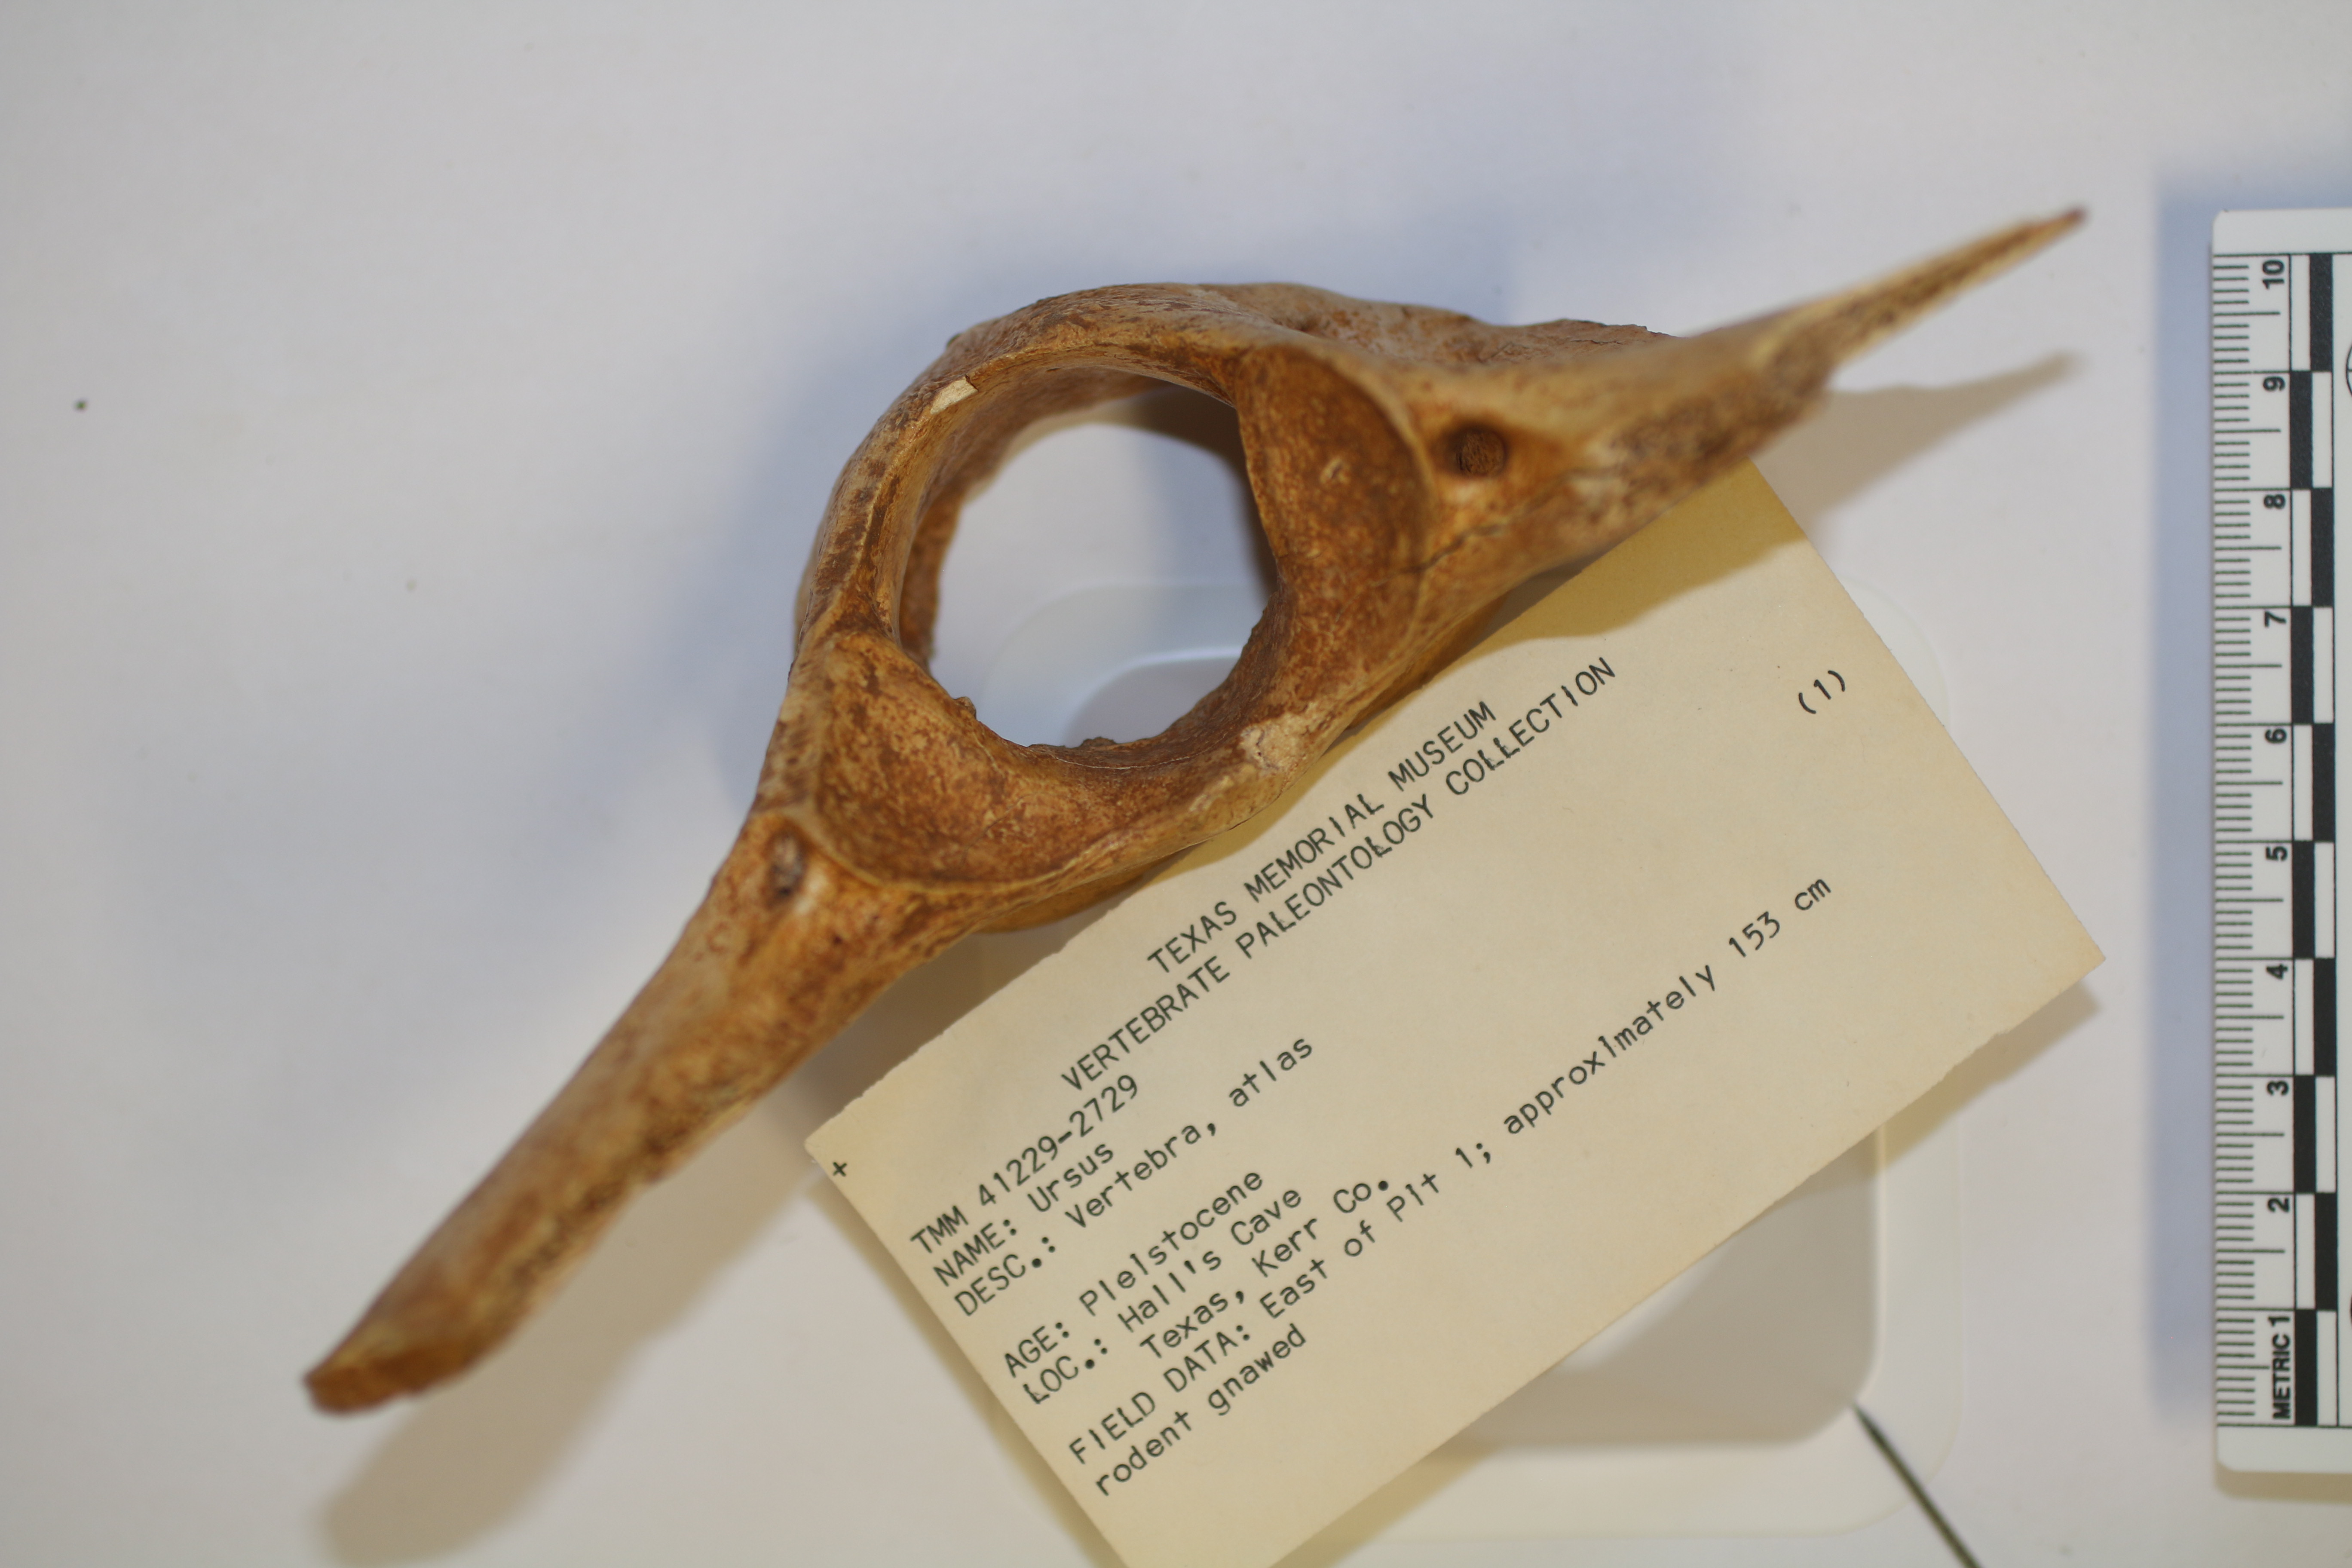 TEXAS MEMORIAL MUSEUM
VERTEBRATE PALEONTOLOGY COLLECTION
(1)
TMM 41229-2729
NAME: Ursus
DESC.: Vertebra, atlas
AGE: Pleistocene
LOC.: Hall's Cave
Texas, Kerr Co.
FIELD DATA: East of Pit 1; approximately 153 cm
rodent gnawed
+
10
9
8
7
6
5
4
3
2
METRIC 1